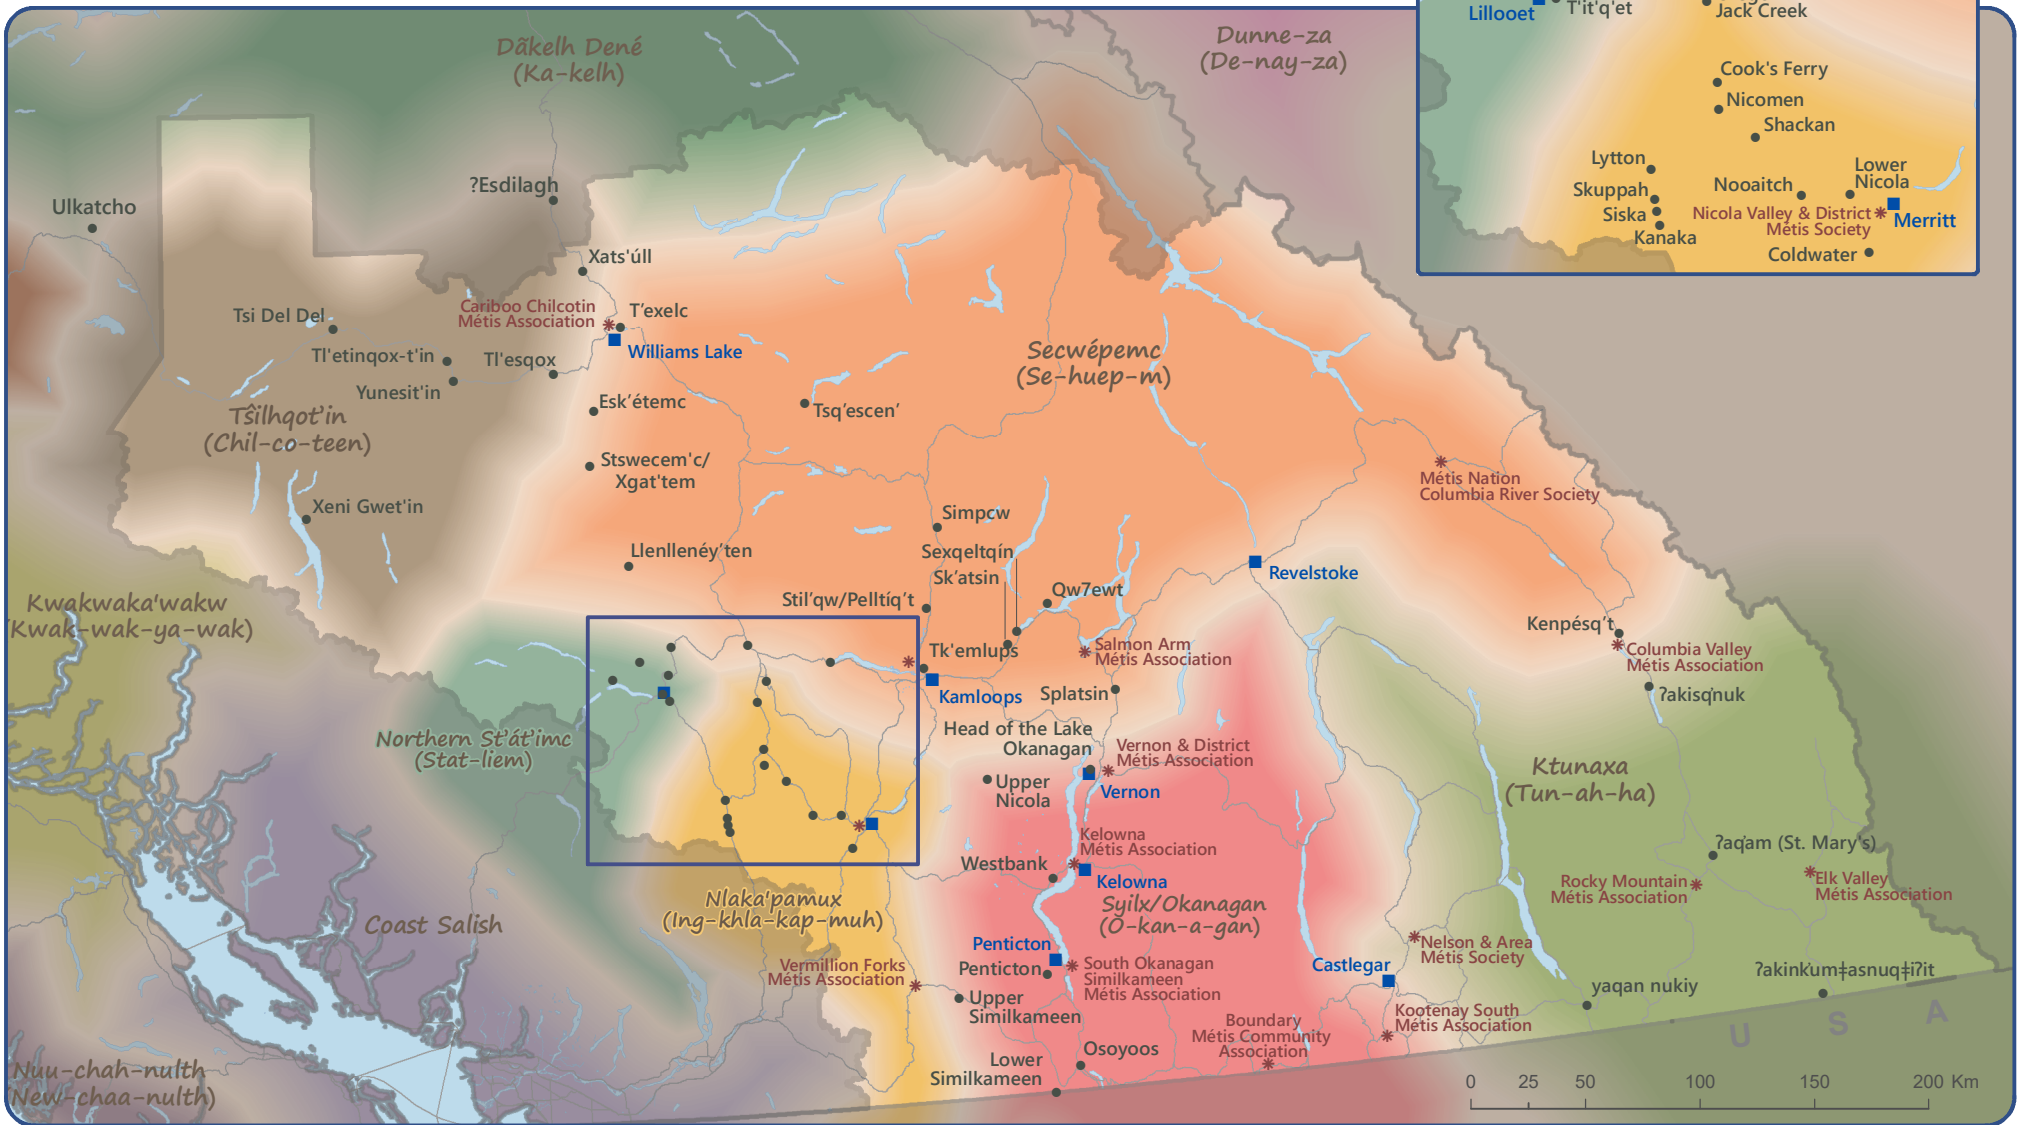 Dãkelh Dené
(Ka-kelh)
Dunne-za
(De-nay-za)
Lillooet
T'it'q'et
Jack Creek
Cook's Ferry
Nicomen
Shackan
Lytton
Skuppah
Siska
Kanaka
Nooaitch
Lower
Nicola
Nicola Valley & District
Métis Society
Merritt
Coldwater
Ulkatcho
?Esdilagh
Xats'úll
Cariboo Chilcotin
Métis Association
T'exelc
Williams Lake
Tsi Del Del
Tl'etinqox-t'in
Yunesit'in
Tl'esqox
Tŝilhqot'in
(Chil-co-teen)
Esk'étemc
Tsq'escen'
Secwépemc
(Se-huep-m)
Stswecem'c/
Xgat'tem
Xeni Gwet'in
Llenllenéy'ten
Simpcw
Sexqeltqín
Sk'atsin
Qw7ewt
Stil'qw/Pelltíq't
Métis Nation
Columbia River Society
Revelstoke
Kwakwaka'wakw
(Kwak-wak-ya-wak)
Tk'emlups
Kamloops
Salmon Arm
Métis Association
Splatsin
Kenpésq't
Columbia Valley
Métis Association
ʔakisq̓nuk
Northern St'át'imc
(Stat-liem)
Head of the Lake
Okanagan
Vernon & District
Métis Association
Vernon
Upper
Nicola
Ktunaxa
(Tun-ah-ha)
Kelowna
Métis Association
Westbank
Kelowna
Syilx/Okanagan
(O-kan-a-gan)
ʔaq̓am (St. Mary's)
Rocky Mountain
Métis Association
Elk Valley
Métis Association
Nlaka'pamux
(Ing-khla-kap-muh)
Coast Salish
Penticton
Penticton
South Okanagan
Similkameen
Métis Association
Vermillion Forks
Métis Association
Upper
Similkameen
Nelson & Area
Métis Society
Castlegar
Kootenay South
Métis Association
yaqan nukiy
ʔakinkum‡asnuq‡iʔit
Boundary
Métis Community
Association
Osoyoos
Lower
Similkameen
Nuu-chah-nulth
(New-chaa-nulth)
U S A
0 25 50 100 150 200 Km